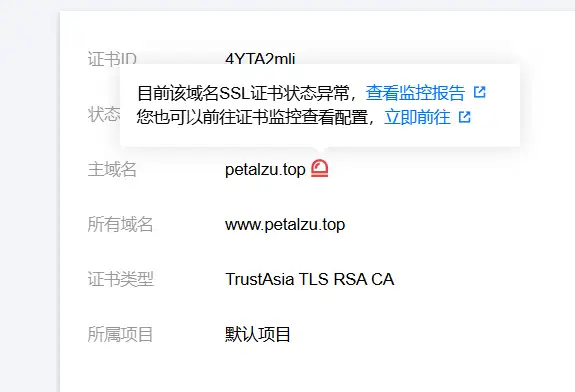 证书ID 4YTA2mli
目前该域名SSL证书状态异常，查看监控报告
您也可以前往证书监控查看配置，立即前往
状态
主域名 petalzu.top
所有域名 www.petalzu.top
证书类型 TrustAsia TLS RSA CA
所属项目 默认项目